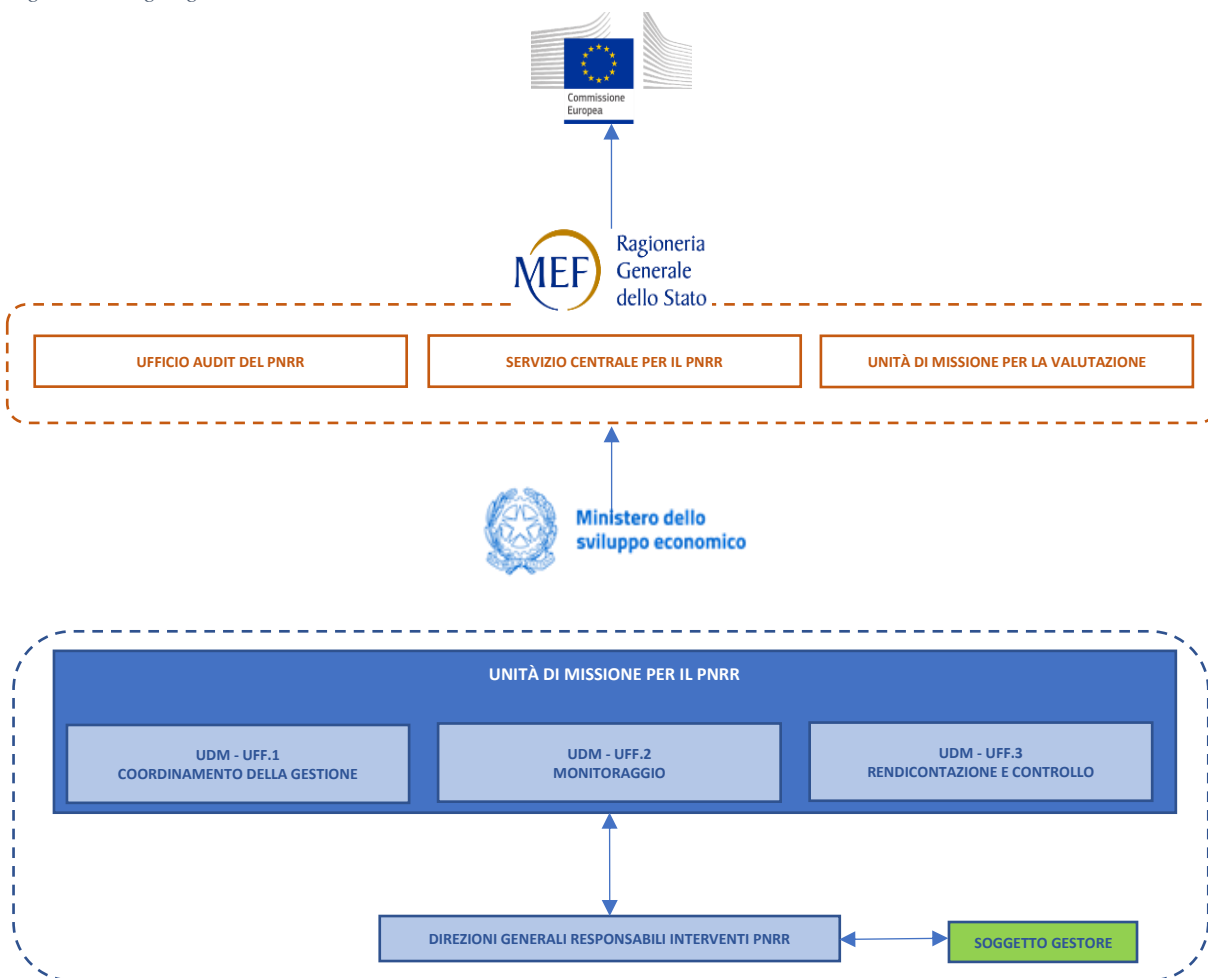 Commissione
Europea
MEF
Ragioneria
Generale
dello Stato
UFFICIO AUDIT DEL PNRR
SERVIZIO CENTRALE PER IL PNRR
UNITÀ DI MISSIONE PER LA VALUTAZIONE
Ministero dello
sviluppo economico
UNITÀ DI MISSIONE PER IL PNRR
UDM - UFF.1
COORDINAMENTO DELLA GESTIONE
UDM - UFF.2
MONITORAGGIO
UDM - UFF.3
RENDICONTAZIONE E CONTROLLO
DIREZIONI GENERALI RESPONSABILI INTERVENTI PNRR
SOGGETTO GESTORE